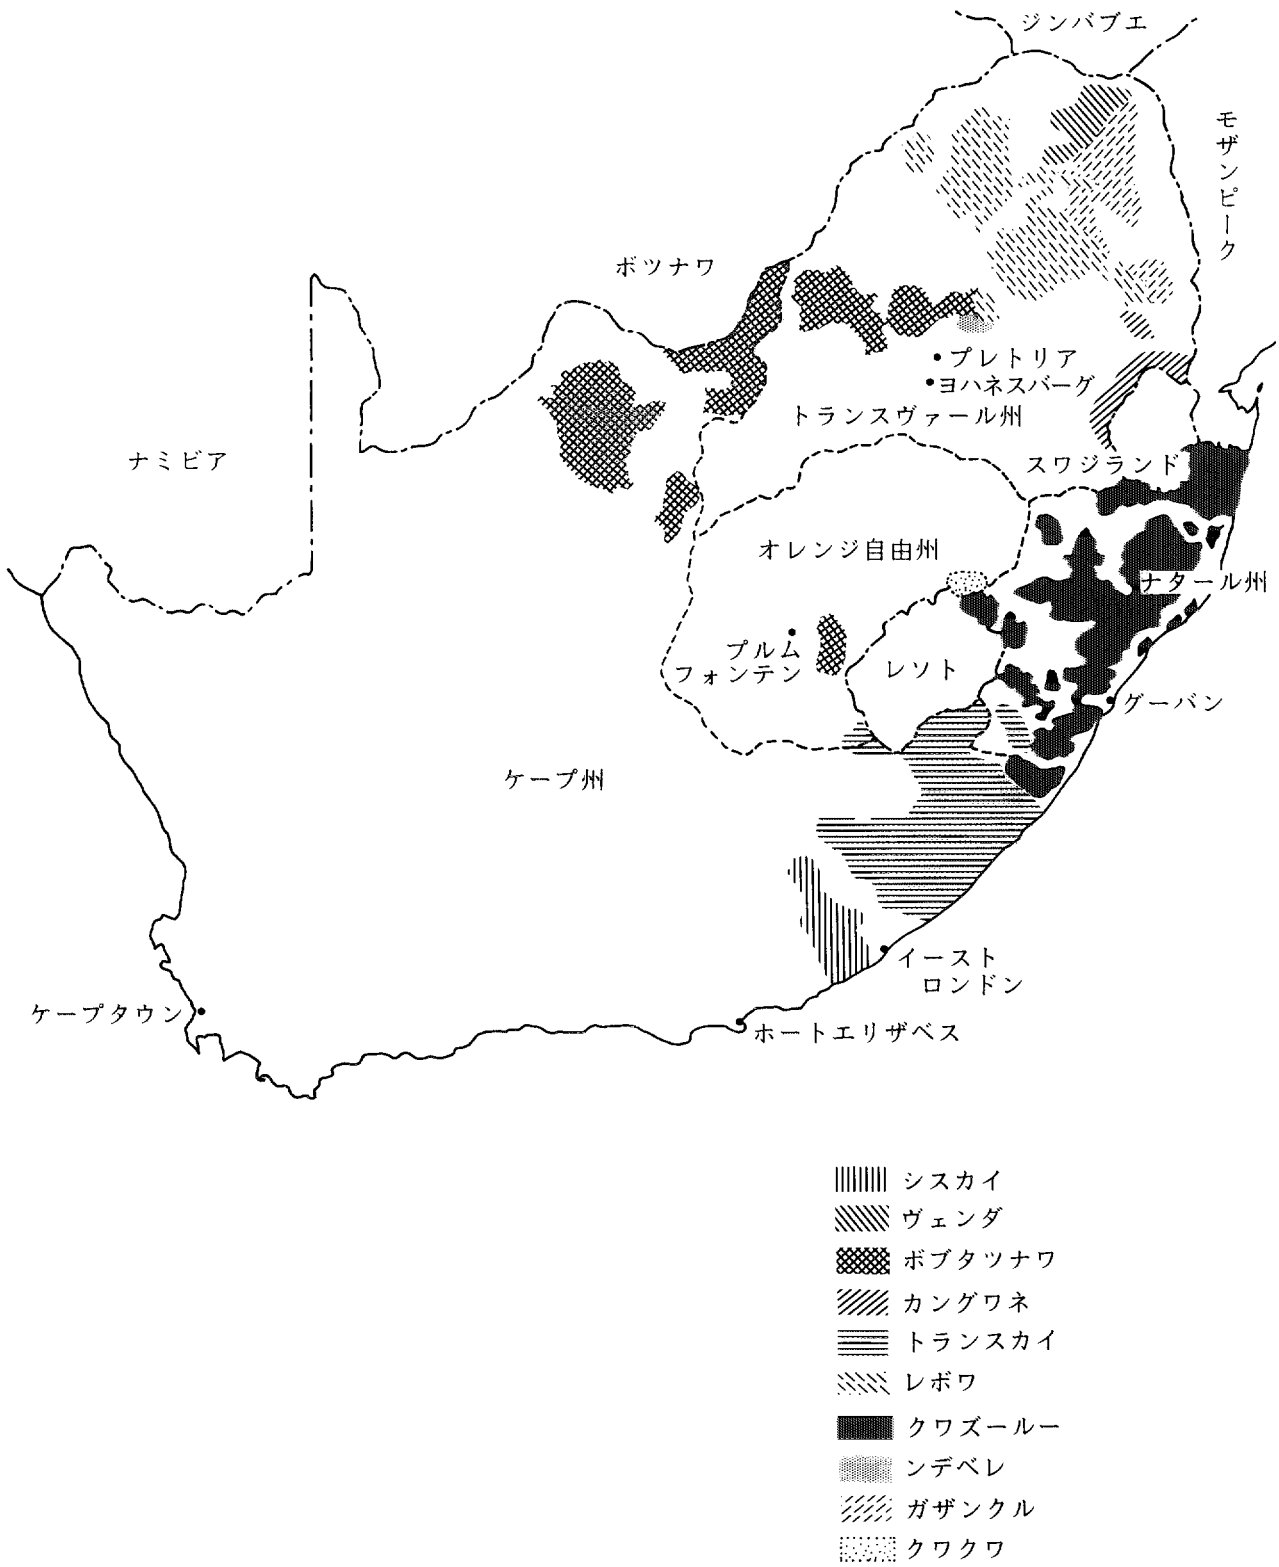 ジンバブエ
モザンピーク
ボツナワ
プレトリア
ヨハネスバーグ
トランスヴァール州
ナミビア
スワジランド
オレンジ自由州
ナタール州
プルム
フォンテン
レソト
グーバン
ケープ州
イースト
ロンドン
ケープタウン
ホートエリザベス
シスカイ
ヴェンダ
ボブタツナワ
カングワネ
トランスカイ
レボワ
クワズールー
ンデベレ
ガザンクル
クワクワ